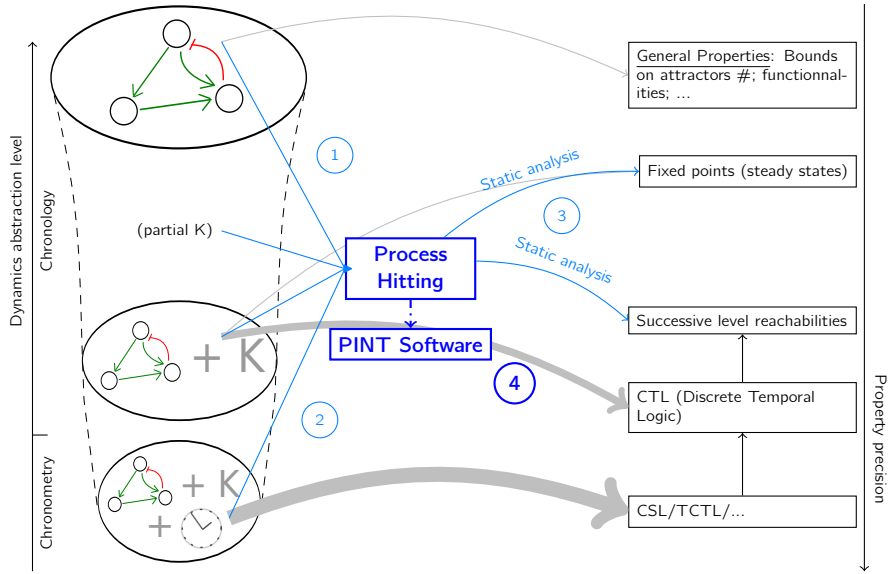 Dynamics abstraction level
Chronology
Chronometry
(partial K)
+ K
+ K
+
1
2
3
4
Static analysis
Static analysis
Process
Hitting
PINT Software
General Properties: Bounds
on attractors #; functionnal-
ities; ...
Fixed points (steady states)
Successive level reachabilities
CTL (Discrete Temporal
Logic)
CSL/TCTL/...
Property precision